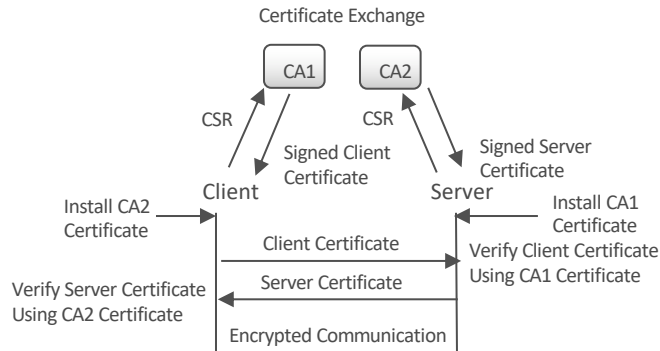 Certificate Exchange
CA1
CA2
CSR
CSR
Signed Client
Certificate
Signed Server
Certificate
Client
Server
Install CA2
Certificate
Install CA1
Certificate
Client Certificate
Verify Client Certificate
Using CA1 Certificate
Server Certificate
Verify Server Certificate
Using CA2 Certificate
Encrypted Communication